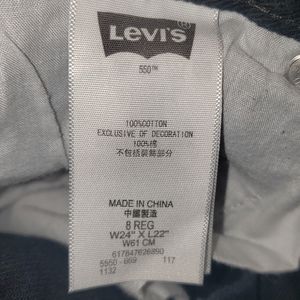 LEVI'S
550™
100%COTTON
EXCLUSIVE OF DECORATION
100%棉
不包括装飾部分
MADE IN CHINA
中國製造
8 REG
W24" X L22"
W61 CM
617847626890
5550 - 669 117
1132